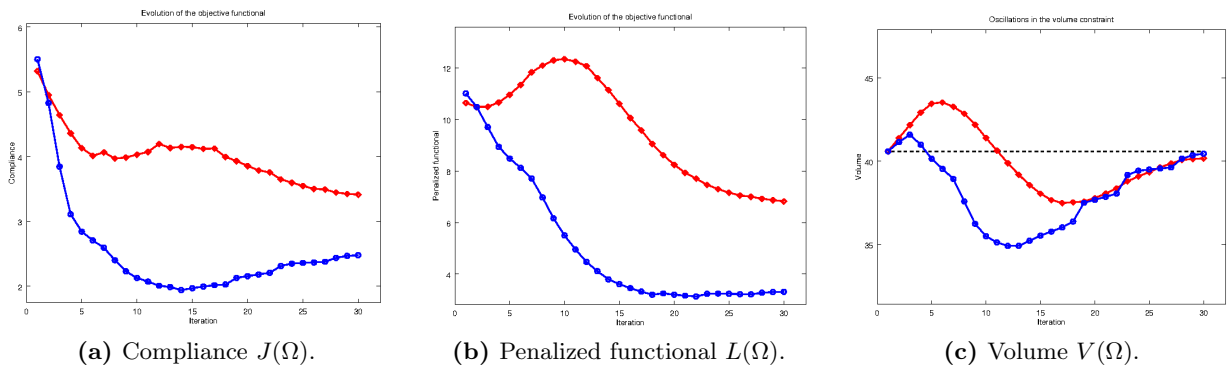 Evolution of the objective functional
6
5
4
3
2
Compliance
0 5 10 15 20 25 30
Iteration
(a) Compliance J(Ω).
Evolution of the objective functional
12
10
8
6
4
Penalized functional
0 5 10 15 20 25 30
Iteration
(b) Penalized functional L(Ω).
Oscillations in the volume constraint
45
40
35
Volume
0 5 10 15 20 25 30
Iteration
(c) Volume V(Ω).